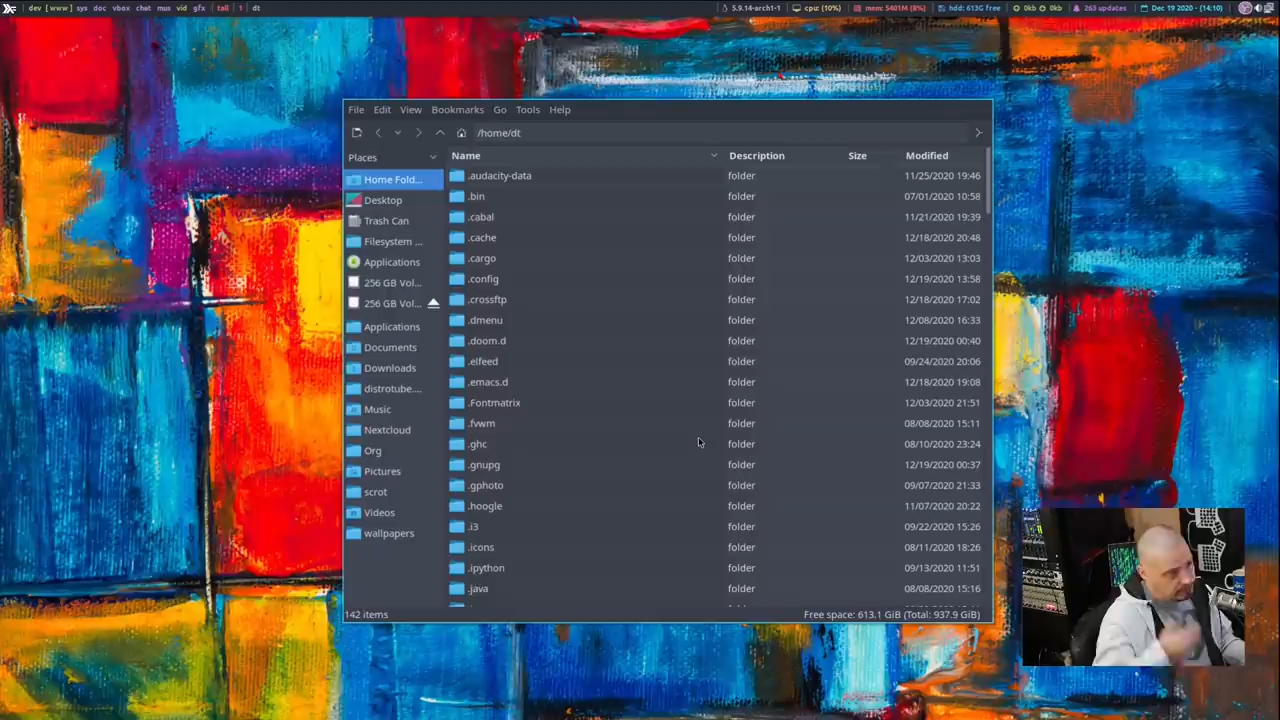 dev [www] sys doc vbox chat mus vid gfx | tall | 1 | dt
5.9.14-arch1-1 | cpu: (10%) | mem: 5401M (8%) | hdd: 613G free | 0kb 0kb | 263 updates | Dec 19 2020 - (14:10)
File Edit View Bookmarks Go Tools Help
/home/dt
Places Name Description Size Modified
Home Fold... .audacity-data folder 11/25/2020 19:46
Desktop .bin folder 07/01/2020 10:58
Trash Can .cabal folder 11/21/2020 19:39
Filesystem ... .cache folder 12/18/2020 20:48
Applications .cargo folder 12/03/2020 13:03
256 GB Vol... .config folder 12/19/2020 13:58
256 GB Vol... .crossftp folder 12/18/2020 17:02
Applications .dmenu folder 12/08/2020 16:33
Documents .doom.d folder 12/19/2020 00:40
Downloads .elfeed folder 09/24/2020 20:06
distrotube.... .emacs.d folder 12/18/2020 19:08
Music .Fontmatrix folder 12/03/2020 21:51
Nextcloud .fvwm folder 08/08/2020 15:11
Org .ghc folder 08/10/2020 23:24
Pictures .gnupg folder 12/19/2020 00:37
scrot .gphoto folder 09/07/2020 21:33
Videos .hoogle folder 11/07/2020 20:22
wallpapers .i3 folder 09/22/2020 15:26
.icons folder 08/11/2020 18:26
.ipython folder 09/13/2020 11:51
.java folder 08/08/2020 15:16
142 items Free space: 613.1 GiB (Total: 937.9 GiB)